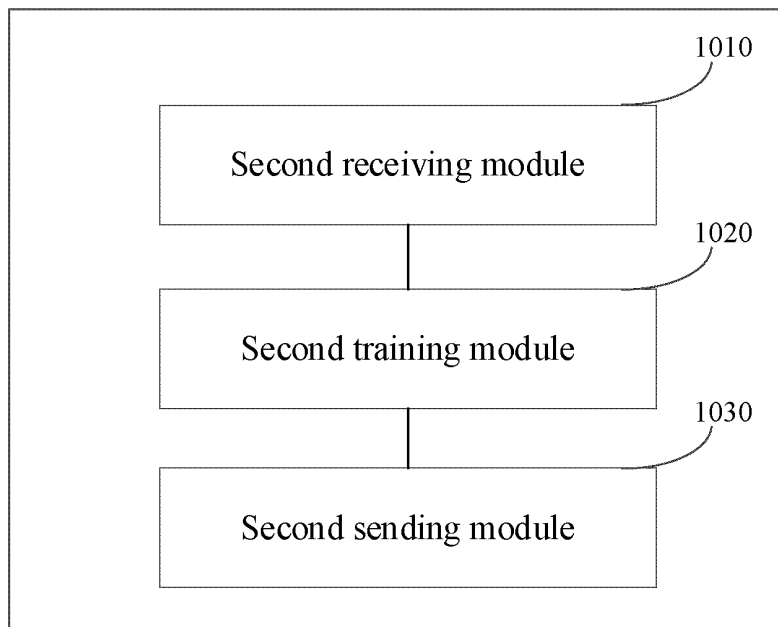 1010
Second receiving module
1020
Second training module
1030
Second sending module